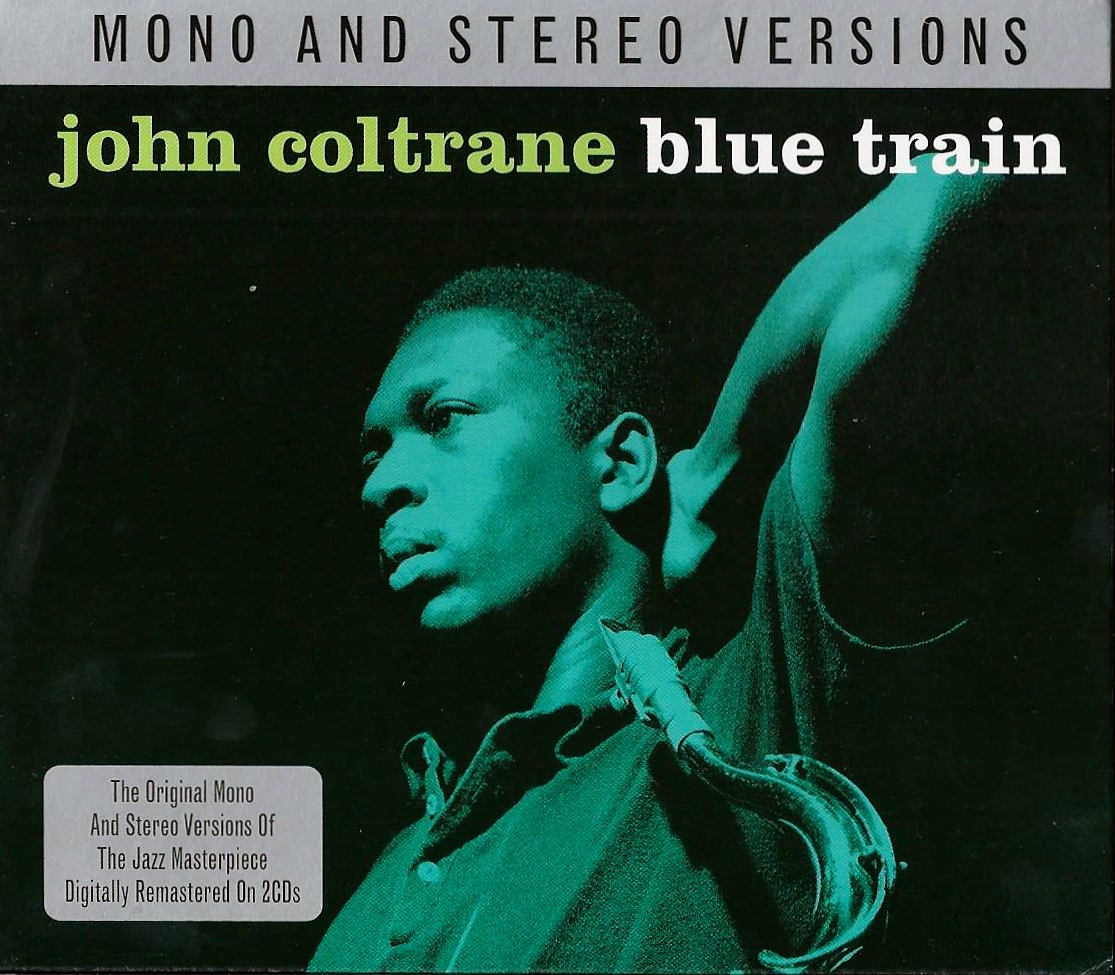 MONO AND STEREO VERSIONS
john coltrane blue train
The Original Mono
And Stereo Versions Of
The Jazz Masterpiece
Digitally Remastered On 2CDs